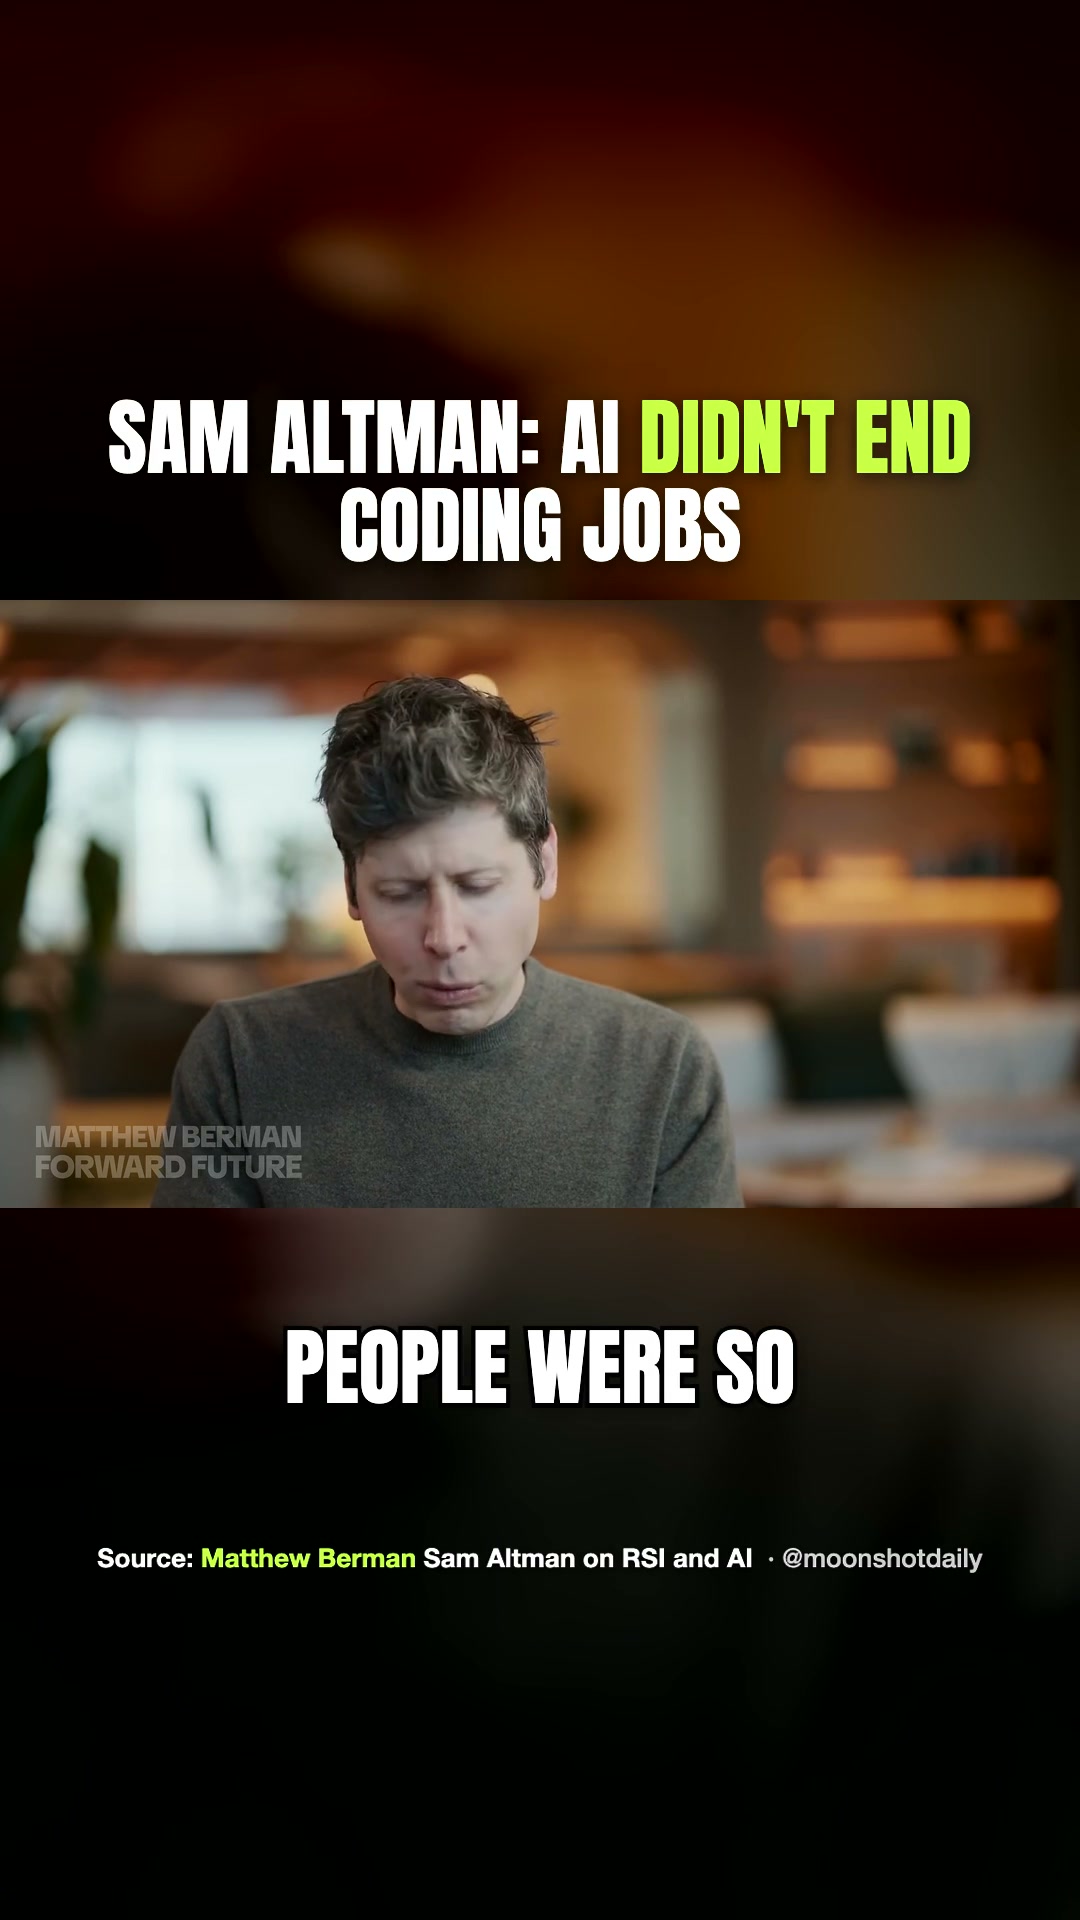 SAM ALTMAN: AI DIDN'T END
CODING JOBS
MATTHEW BERMAN
FORWARD FUTURE
PEOPLE WERE SO
Source: Matthew Berman Sam Altman on RSI and AI · @moonshotdaily